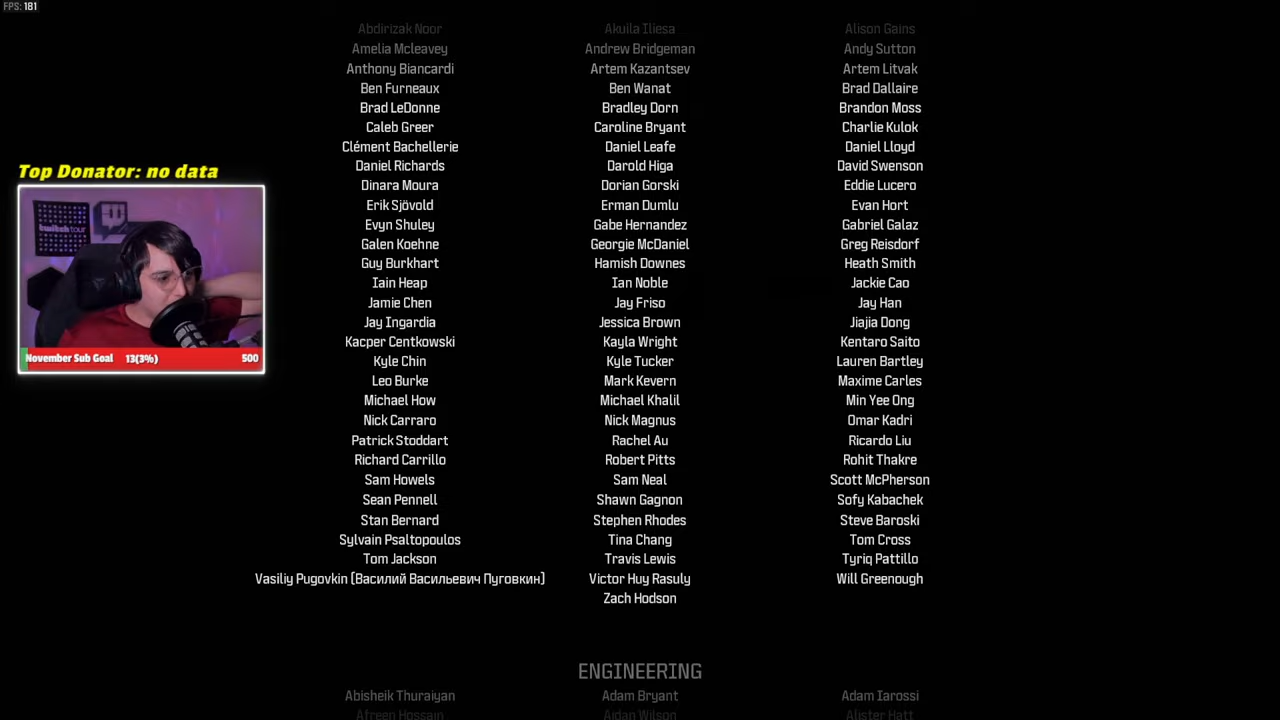 FPS: 181
Abdirizak Noor Akuila Iliesa Alison Gains
Amelia Mcleavey Andrew Bridgeman Andy Sutton
Anthony Biancardi Artem Kazantsev Artem Litvak
Ben Furneaux Ben Wanat Brad Dallaire
Brad LeDonne Bradley Dorn Brandon Moss
Caleb Greer Caroline Bryant Charlie Kulok
Clément Bachellerie Daniel Leafe Daniel Lloyd
Daniel Richards Darold Higa David Swenson
Dinara Moura Dorian Gorski Eddie Lucero
Erik Sjövold Erman Dumlu Evan Hort
Evyn Shuley Gabe Hernandez Gabriel Galaz
Galen Koehne Georgie McDaniel Greg Reisdorf
Guy Burkhart Hamish Downes Heath Smith
Iain Heap Ian Noble Jackie Cao
Jamie Chen Jay Friso Jay Han
Jay Ingardia Jessica Brown Jiajia Dong
Kacper Centkowski Kayla Wright Kentaro Saito
Kyle Chin Kyle Tucker Lauren Bartley
Leo Burke Mark Kevern Maxime Carles
Michael How Michael Khalil Min Yee Ong
Nick Carraro Nick Magnus Omar Kadri
Patrick Stoddart Rachel Au Ricardo Liu
Richard Carrillo Robert Pitts Rohit Thakre
Sam Howels Sam Neal Scott McPherson
Sean Pennell Shawn Gagnon Sofy Kabachek
Stan Bernard Stephen Rhodes Steve Baroski
Sylvain Psaltopoulos Tina Chang Tom Cross
Tom Jackson Travis Lewis Tyriq Pattillo
Vasiliy Pugovkin [Василий Васильевич Пуговкин] Victor Huy Rasuly Will Greenough
Zach Hodson
ENGINEERING
Abisheik Thuraiyan Adam Bryant Adam Iarossi
Afreen Hossain Aidan Wilson Alister Hatt
Top Donator: no data
twitch tour
November Sub Goal 13(3%) 500